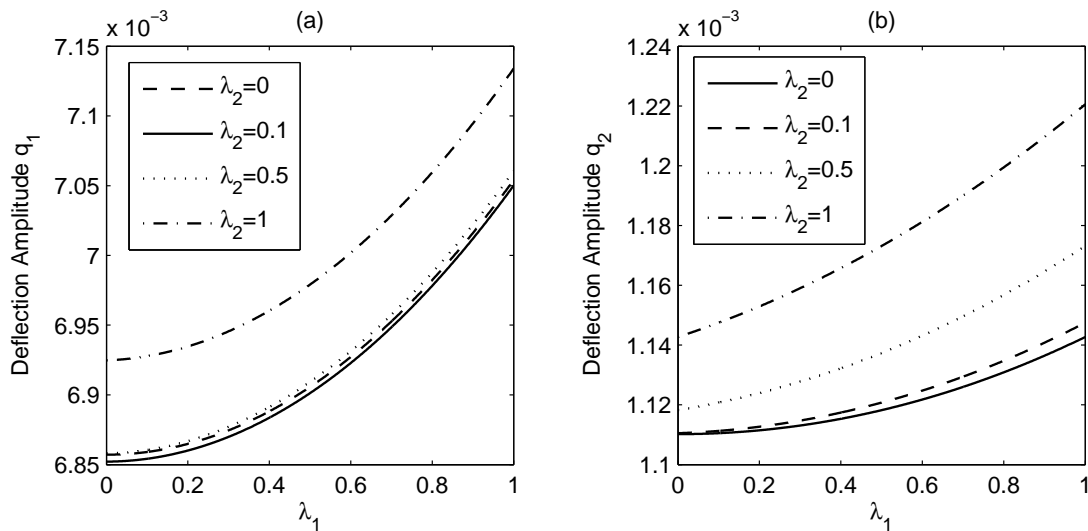 (a)
x 10⁻³
7.15
7.1
7.05
7
6.95
6.9
6.85
Deflection Amplitude q₁
λ₂=0
λ₂=0.1
λ₂=0.5
λ₂=1
0 0.2 0.4 0.6 0.8 1
λ₁
(b)
x 10⁻³
1.24
1.22
1.2
1.18
1.16
1.14
1.12
1.1
Deflection Amplitude q₂
λ₂=0
λ₂=0.1
λ₂=0.5
λ₂=1
0 0.2 0.4 0.6 0.8 1
λ₁